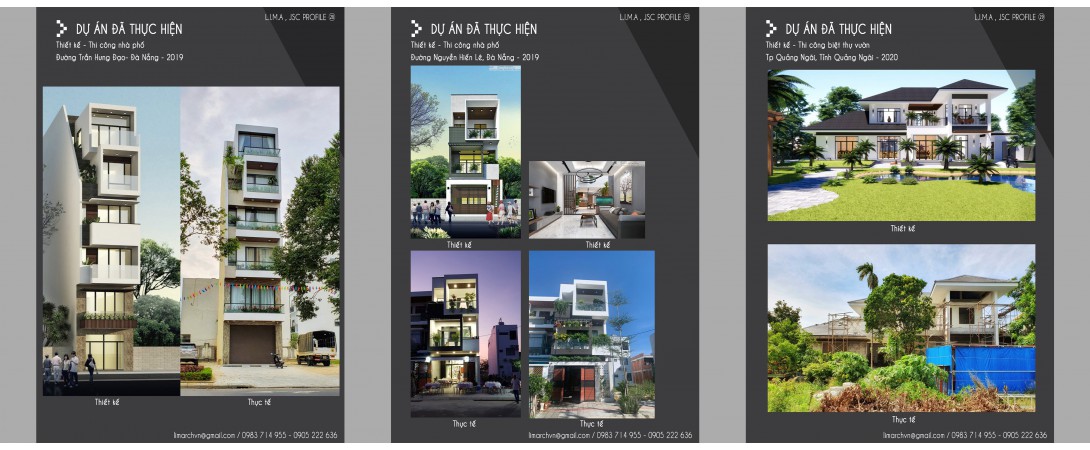 L.I.M.A , JSC PROFILE
DỰ ÁN ĐÃ THỰC HIỆN
Thiết kế - Thi công nhà phố
Đường Trần Hưng Đạo- Đà Nẵng - 2019
Thiết kế
Thực tế
limarchvn@gmail.com / 0983 714 955 - 0905 222 636
L.I.M.A , JSC PROFILE
DỰ ÁN ĐÃ THỰC HIỆN
Thiết kế - Thi công nhà phố
Đường Nguyễn Hiến Lê, Đà Nẵng - 2019
Thiết kế
Thiết kế
Thực tế
Thực tế
limarchvn@gmail.com / 0983 714 955 - 0905 222 636
L.I.M.A , JSC PROFILE
DỰ ÁN ĐÃ THỰC HIỆN
Thiết kế - Thi công biệt thự vườn
Tp Quảng Ngãi, Tỉnh Quảng Ngãi - 2020
Thiết kế
Thực tế
limarchvn@gmail.com / 0983 714 955 - 0905 222 636